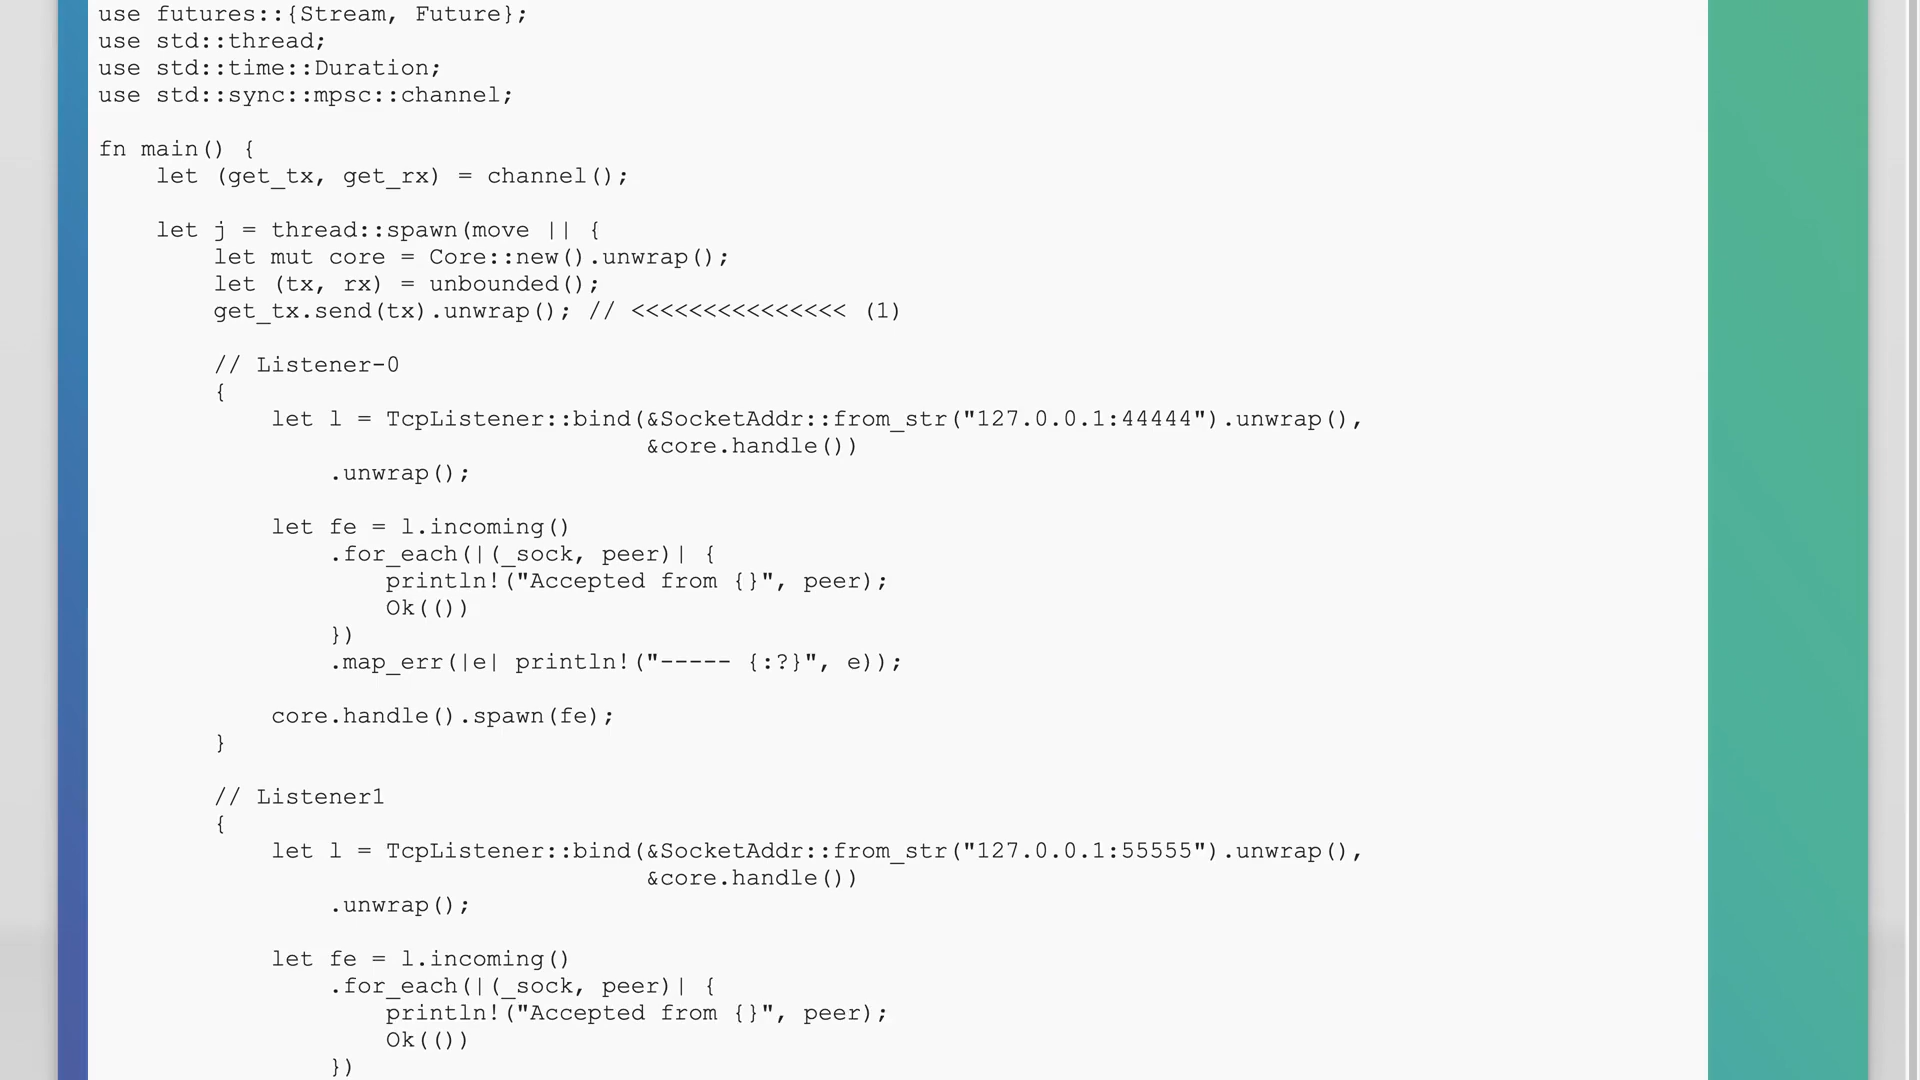 use futures::{Stream, Future};
use std::thread;
use std::time::Duration;
use std::sync::mpsc::channel;

fn main() {
    let (get_tx, get_rx) = channel();

    let j = thread::spawn(move || {
        let mut core = Core::new().unwrap();
        let (tx, rx) = unbounded();
        get_tx.send(tx).unwrap(); // <<<<<<<<<<<<<<< (1)

        // Listener-0
        {
            let l = TcpListener::bind(&SocketAddr::from_str("127.0.0.1:44444").unwrap(),
                                      &core.handle())
                .unwrap();

            let fe = l.incoming()
                .for_each(|(_sock, peer)| {
                    println!("Accepted from {}", peer);
                    Ok(())
                })
                .map_err(|e| println!("----- {:?}", e));

            core.handle().spawn(fe);
        }

        // Listener1
        {
            let l = TcpListener::bind(&SocketAddr::from_str("127.0.0.1:55555").unwrap(),
                                      &core.handle())
                .unwrap();

            let fe = l.incoming()
                .for_each(|(_sock, peer)| {
                    println!("Accepted from {}", peer);
                    Ok(())
                })